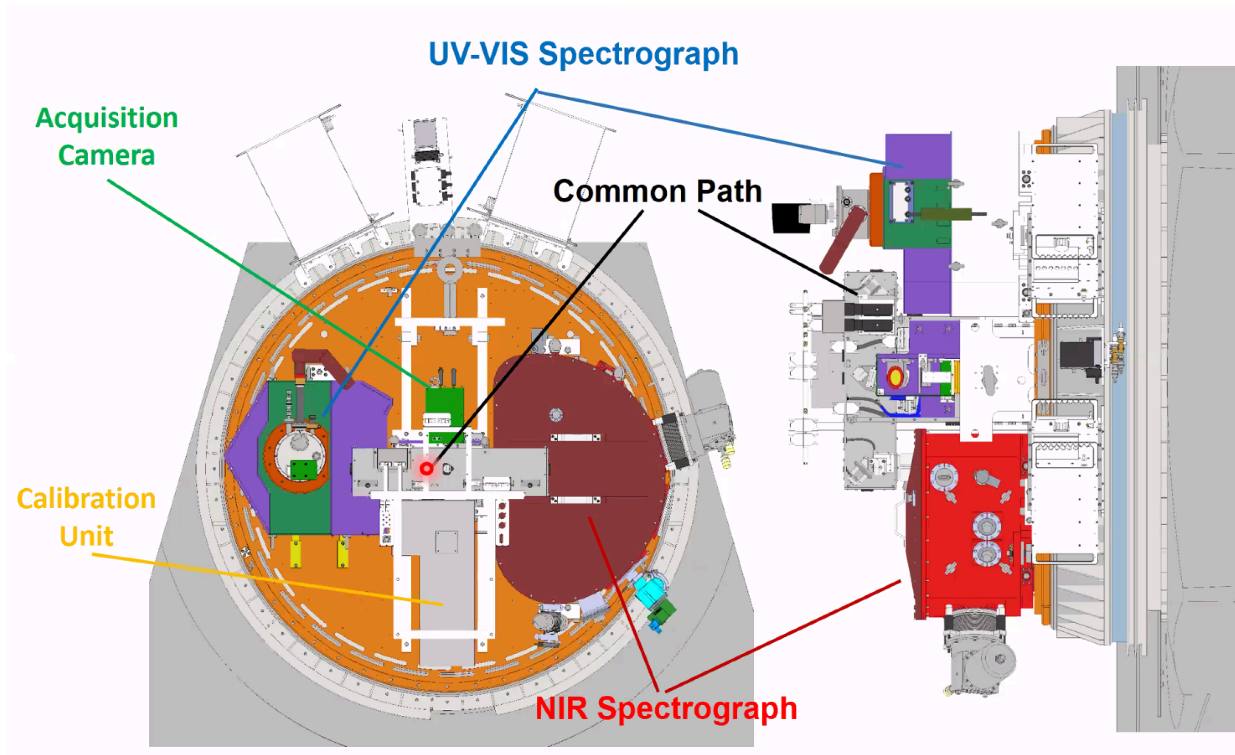 UV-VIS Spectrograph
Acquisition
Camera
Common Path
Calibration
Unit
NIR Spectrograph